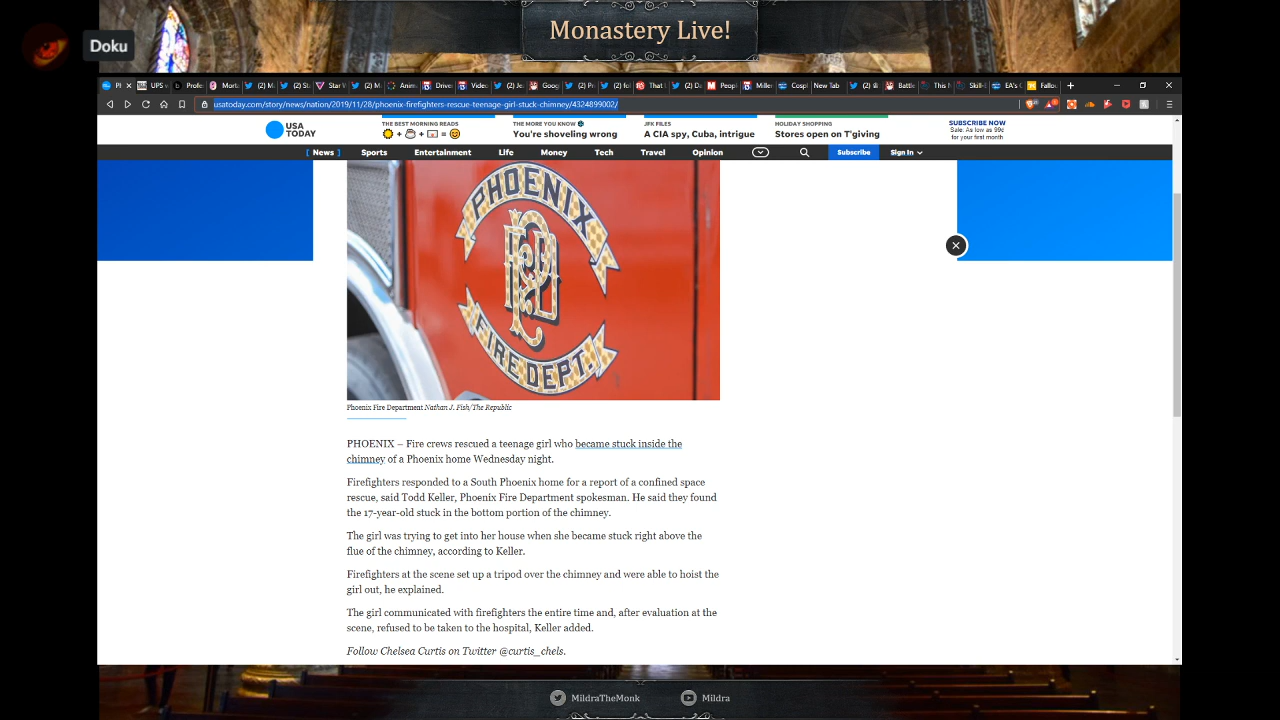 Monastery Live!
Doku
usatoday.com/story/news/nation/2019/11/28/phoenix-firefighters-rescue-teenage-girl-stuck-chimney/4324899002/
USA TODAY
THE BEST MORNING READS
THE MORE YOU KNOW
You're shoveling wrong
JFK FILES
A CIA spy, Cuba, intrigue
HOLIDAY SHOPPING
Stores open on T'giving
SUBSCRIBE NOW
Sale: As low as 99¢
for your first month
[ News ] Sports Entertainment Life Money Tech Travel Opinion Subscribe Sign In
PHOENIX
FIRE DEPT.
Phoenix Fire Department Nathan J. Fish/The Republic
PHOENIX – Fire crews rescued a teenage girl who became stuck inside the
chimney of a Phoenix home Wednesday night.
Firefighters responded to a South Phoenix home for a report of a confined space
rescue, said Todd Keller, Phoenix Fire Department spokesman. He said they found
the 17-year-old stuck in the bottom portion of the chimney.
The girl was trying to get into her house when she became stuck right above the
flue of the chimney, according to Keller.
Firefighters at the scene set up a tripod over the chimney and were able to hoist the
girl out, he explained.
The girl communicated with firefighters the entire time and, after evaluation at the
scene, refused to be taken to the hospital, Keller added.
Follow Chelsea Curtis on Twitter @curtis_chels.
MildraTheMonk Mildra